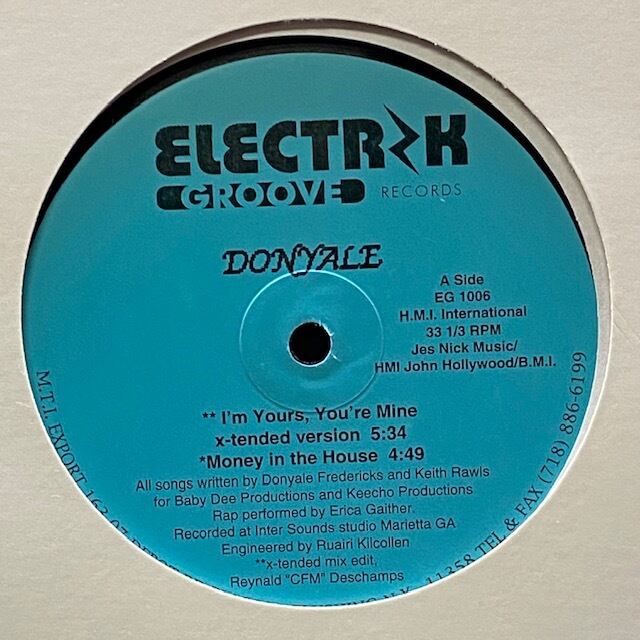 ELECTRIK
GROOVE RECORDS
DONYALE
A Side
EG 1006
H.M.I. International
33 1/3 RPM
Jes Nick Music/
HMI John Hollywood/B.M.I.
** I'm Yours, You're Mine
x-tended version 5:34
*Money in the House 4:49
All songs written by Donyale Fredericks and Keith Rawls
for Baby Dee Productions and Keecho Productions
Rap performed by Erica Gaither.
Recorded at Inter Sounds studio Marietta GA
Engineered by Ruairi Kilcollen
**x-tended mix edit,
Reynald "CFM" Deschamps
M.T.I. EXPORT
11358 TEL & FAX (718) 886-6199